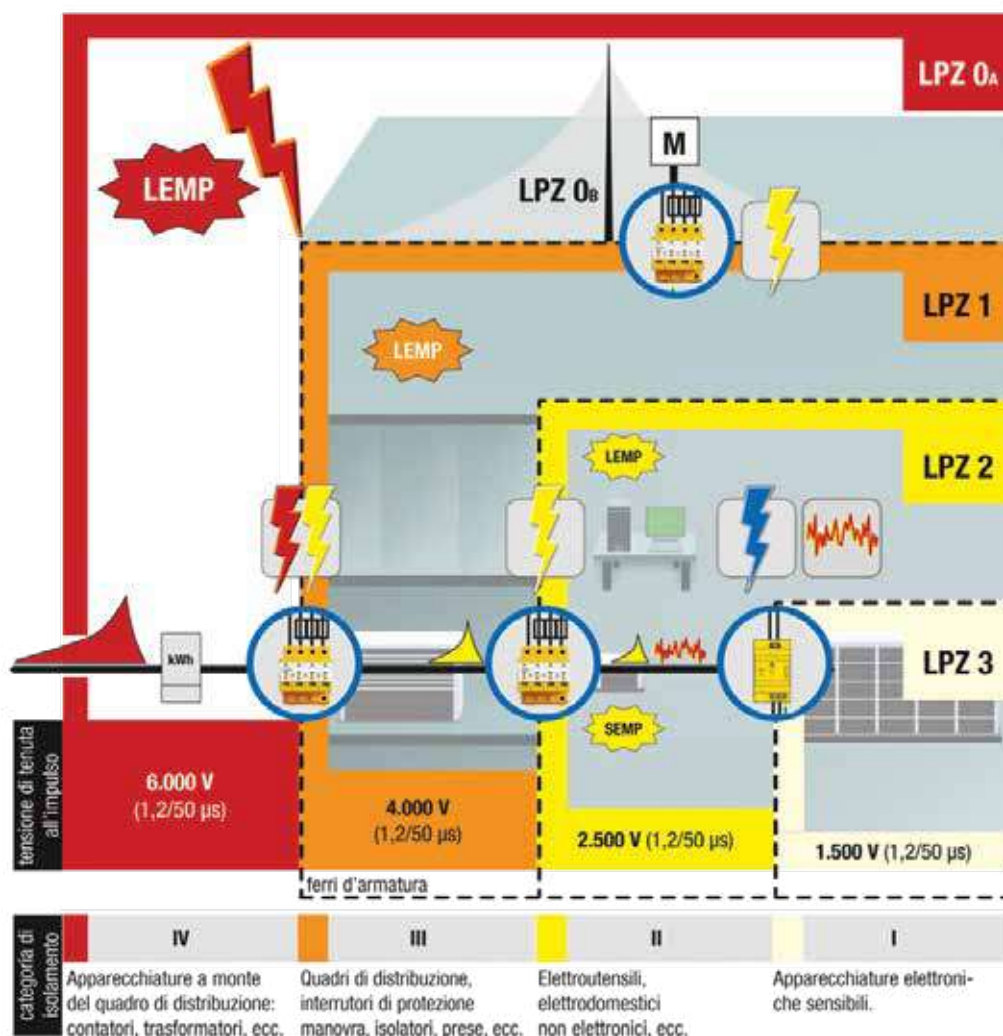 LPZ 0A
LEMP
M
LPZ 0B
LPZ 1
LEMP
LPZ 2
LEMP
kWh
LPZ 3
SEMP
tensione di tenuta
all'impulso
6.000 V
(1,2/50 µs)
4.000 V
(1,2/50 µs)
2.500 V (1,2/50 µs)
1.500 V (1,2/50 µs)
ferri d'armatura
categoria di
isolamento
IV
III
II
I
Apparecchiature a monte
del quadro di distribuzione:
contatori, trasformatori, ecc.
Quadri di distribuzione,
interrutori di protezione
manovra, isolatori, prese, ecc.
Elettroutensili,
elettrodomestici
non elettronici, ecc.
Apparecchiature elettroni-
che sensibili.